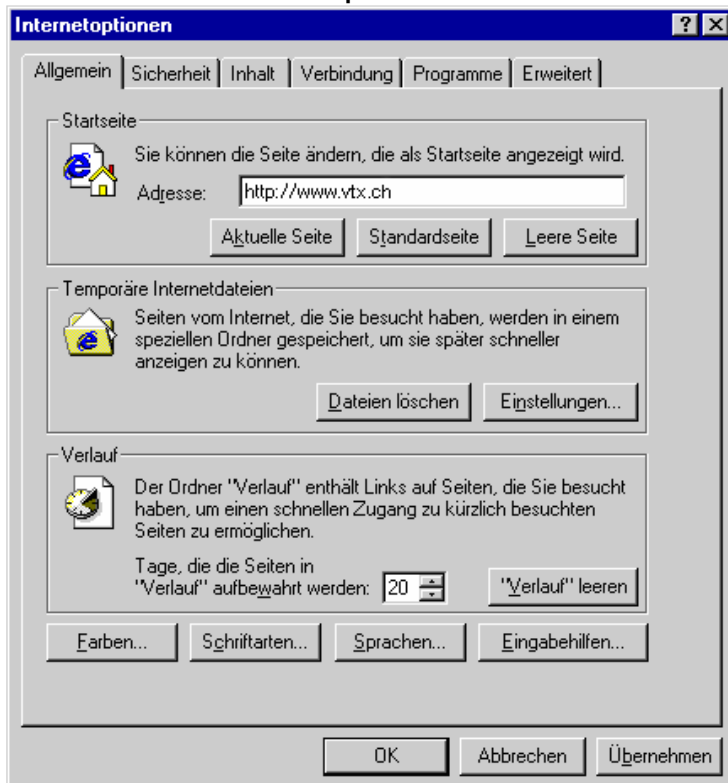 Internetoptionen
Allgemein Sicherheit Inhalt Verbindung Programme Erweitert
Startseite
Sie können die Seite ändern, die als Startseite angezeigt wird.
Adresse: http://www.vtx.ch
Aktuelle Seite Standardseite Leere Seite
Temporäre Internetdateien
Seiten vom Internet, die Sie besucht haben, werden in einem
speziellen Ordner gespeichert, um sie später schneller
anzeigen zu können.
Dateien löschen Einstellungen...
Verlauf
Der Ordner "Verlauf" enthält Links auf Seiten, die Sie besucht
haben, um einen schnellen Zugang zu kürzlich besuchten
Seiten zu ermöglichen.
Tage, die die Seiten in
"Verlauf" aufbewahrt werden: 20 "Verlauf" leeren
Farben... Schriftarten... Sprachen... Eingabehilfen...
OK Abbrechen Übernehmen